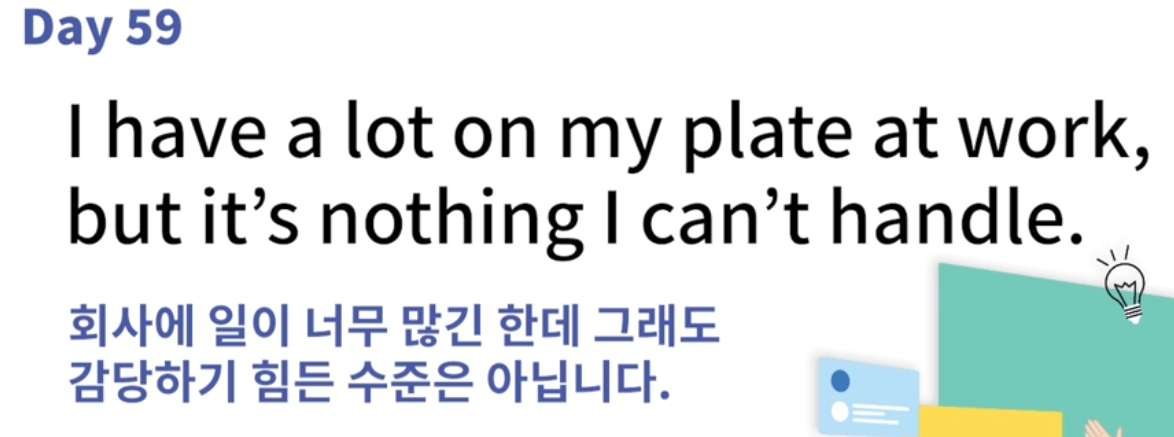 Day 59
I have a lot on my plate at work,
but it’s nothing I can’t handle.
회사에 일이 너무 많긴 한데 그래도
감당하기 힘든 수준은 아닙니다.